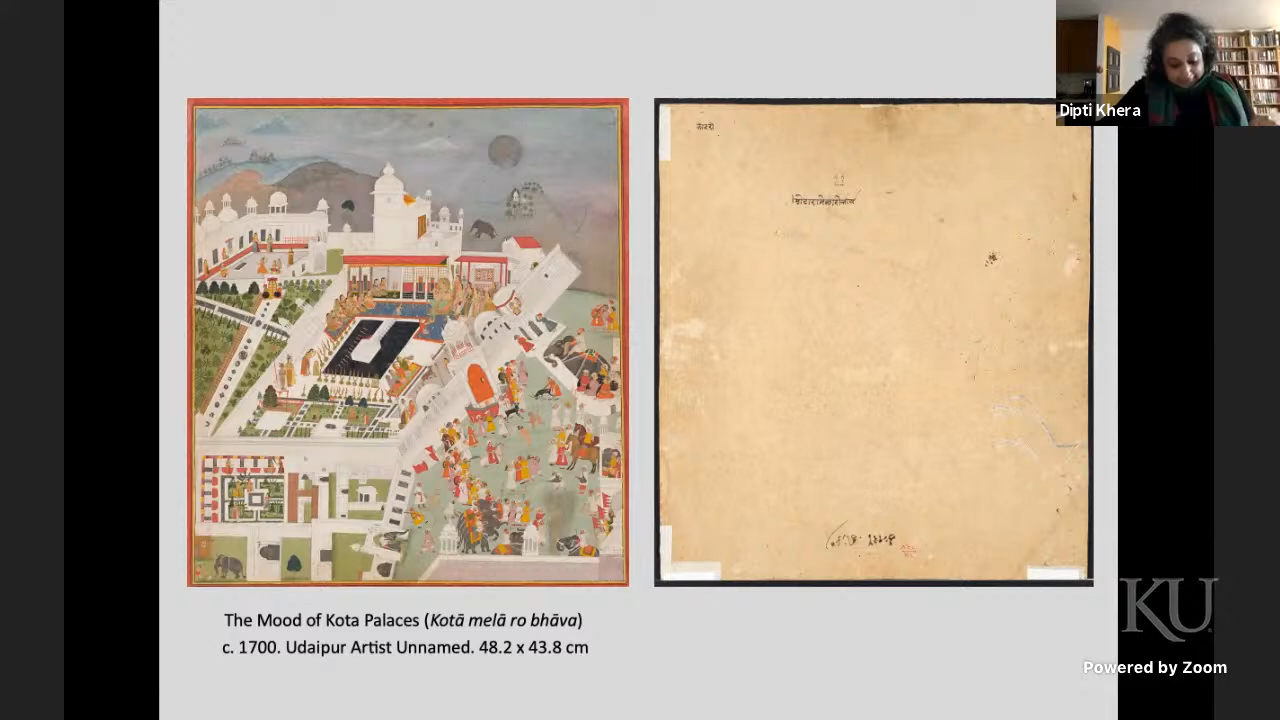 Dipti Khera
The Mood of Kota Palaces (Kotā melā ro bhāva)
c. 1700. Udaipur Artist Unnamed. 48.2 x 43.8 cm
KU
Powered by Zoom